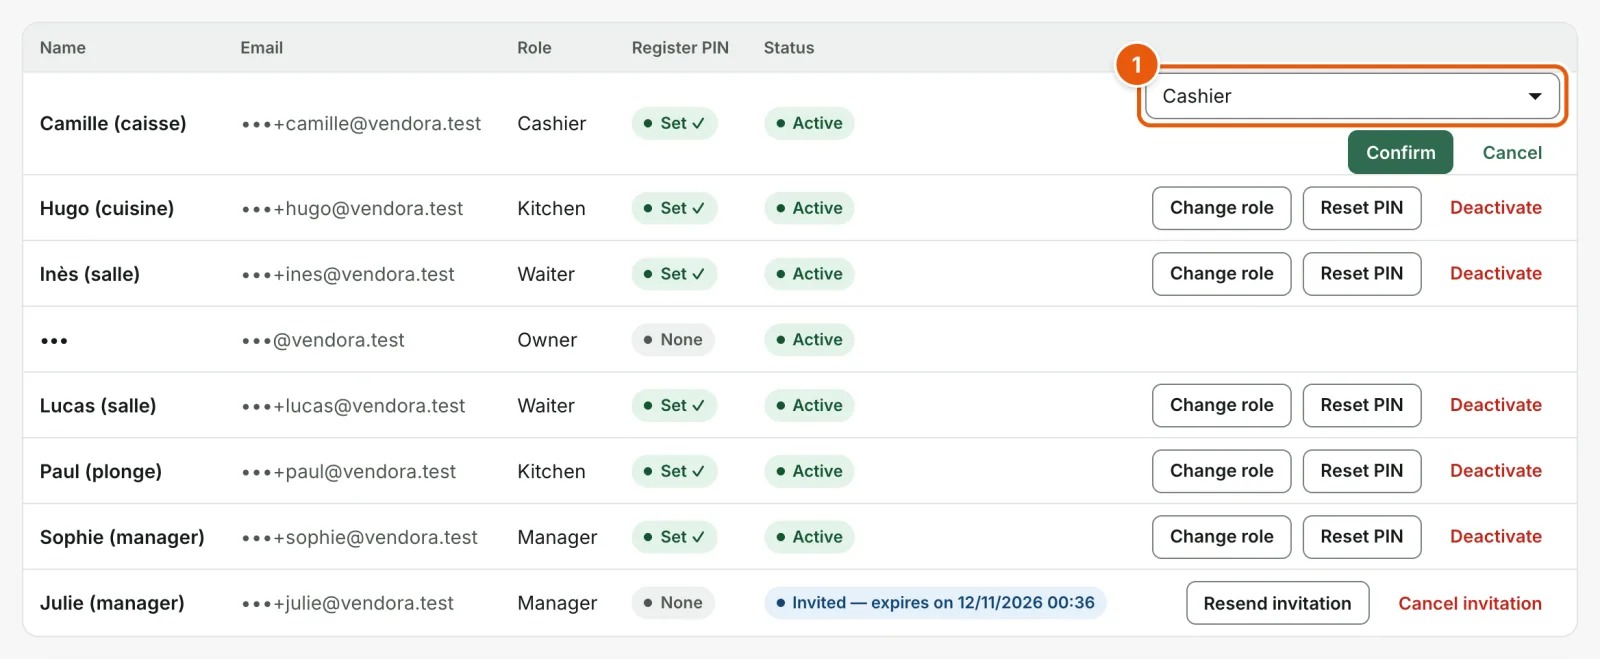 Name Email Role Register PIN Status
1
Cashier
Camille (caisse) •••+camille@vendora.test Cashier Set ✓ Active
Confirm Cancel
Hugo (cuisine) •••+hugo@vendora.test Kitchen Set ✓ Active Change role Reset PIN Deactivate
Inès (salle) •••+ines@vendora.test Waiter Set ✓ Active Change role Reset PIN Deactivate
••• •••@vendora.test Owner None Active
Lucas (salle) •••+lucas@vendora.test Waiter Set ✓ Active Change role Reset PIN Deactivate
Paul (plonge) •••+paul@vendora.test Kitchen Set ✓ Active Change role Reset PIN Deactivate
Sophie (manager) •••+sophie@vendora.test Manager Set ✓ Active Change role Reset PIN Deactivate
Julie (manager) •••+julie@vendora.test Manager None Invited — expires on 12/11/2026 00:36 Resend invitation Cancel invitation